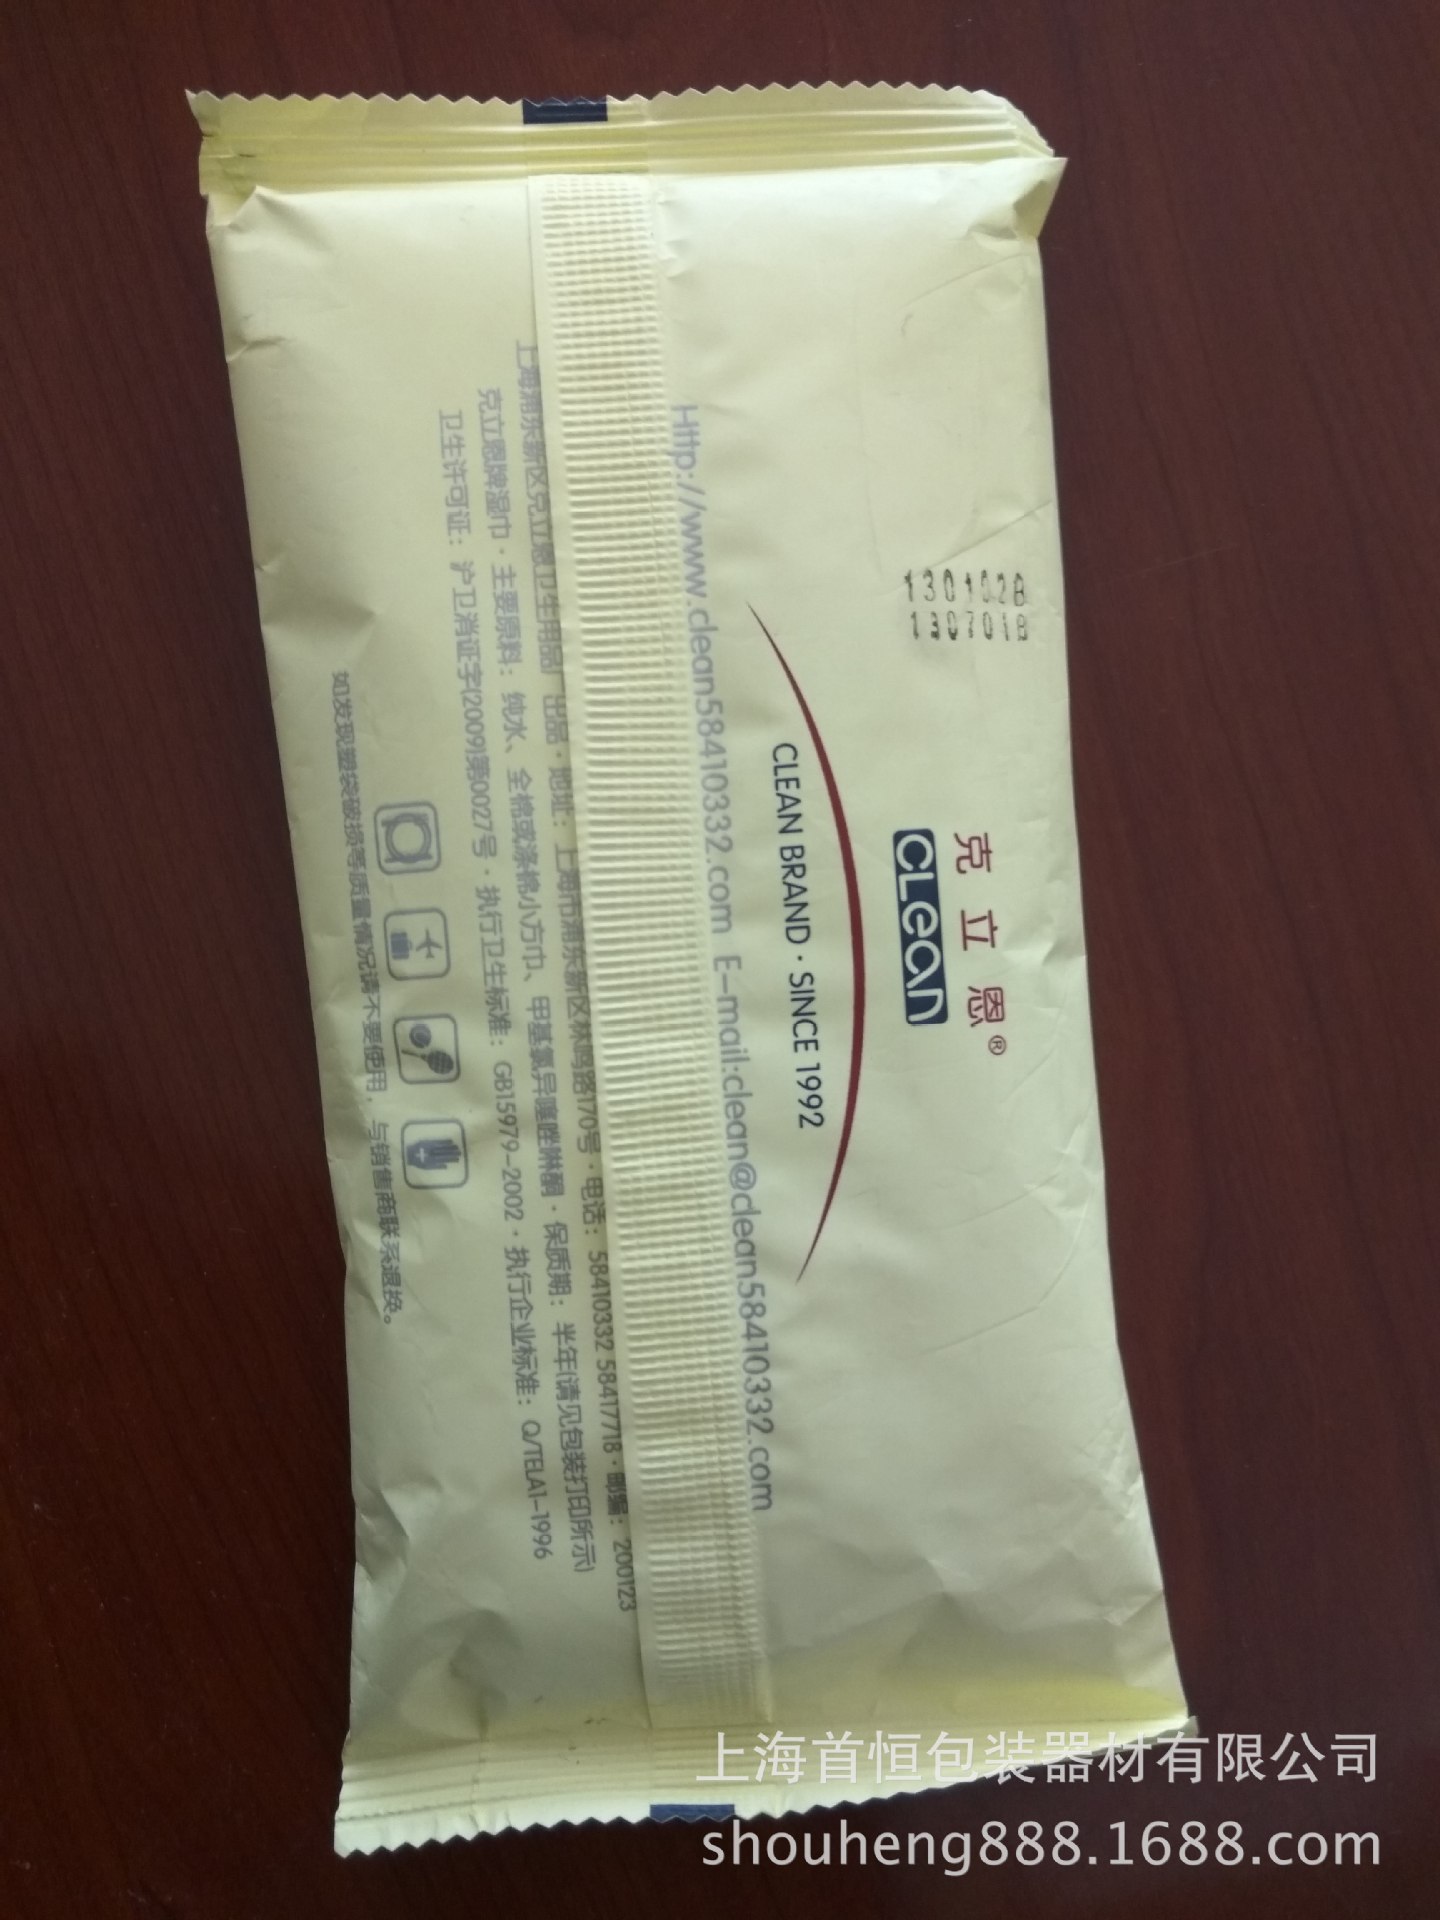 130102B
130701B
克立恩®
CLean
CLEAN BRAND · SINCE 1992
Http://www.clean58410332.com E-mail:clean@clean58410332.com
上海浦东新区克立恩卫生用品厂 出品 · 地址：上海市浦东新区林鸣路170号 · 电话：58410332 58417718 · 邮编：200123
克立恩牌湿巾 · 主要原料：纯水、全棉或涤棉小方巾、甲基氯异噻唑啉酮 · 保质期：半年(请见包装打印所示)
卫生许可证：沪卫消证字(2009)第0027号 · 执行卫生标准：GB15979-2002 · 执行企业标准：Q/TELA1-1996
如发现塑袋破损等质量情况请不要使用，与销售商联系退换。
上海首恒包装器材有限公司
shouheng888.1688.com